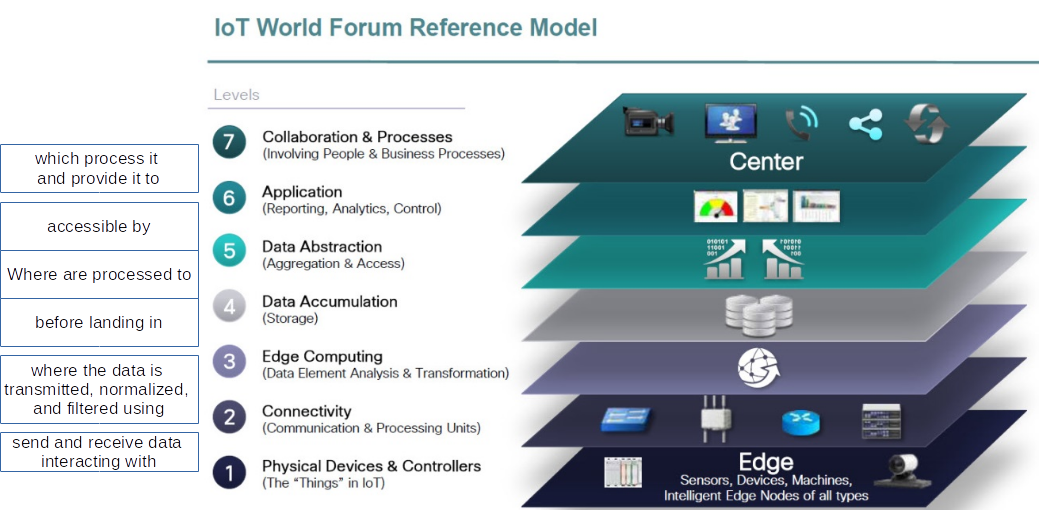 IoT World Forum Reference Model
Levels
7
Collaboration & Processes
(Involving People & Business Processes)
6
Application
(Reporting, Analytics, Control)
5
Data Abstraction
(Aggregation & Access)
4
Data Accumulation
(Storage)
3
Edge Computing
(Data Element Analysis & Transformation)
2
Connectivity
(Communication & Processing Units)
1
Physical Devices & Controllers
(The “Things” in IoT)
which process it
and provide it to
accessible by
Where are processed to
before landing in
where the data is
transmitted, normalized,
and filtered using
send and receive data
interacting with
Center
010101
11001
001
Edge
Sensors, Devices, Machines,
Intelligent Edge Nodes of all types